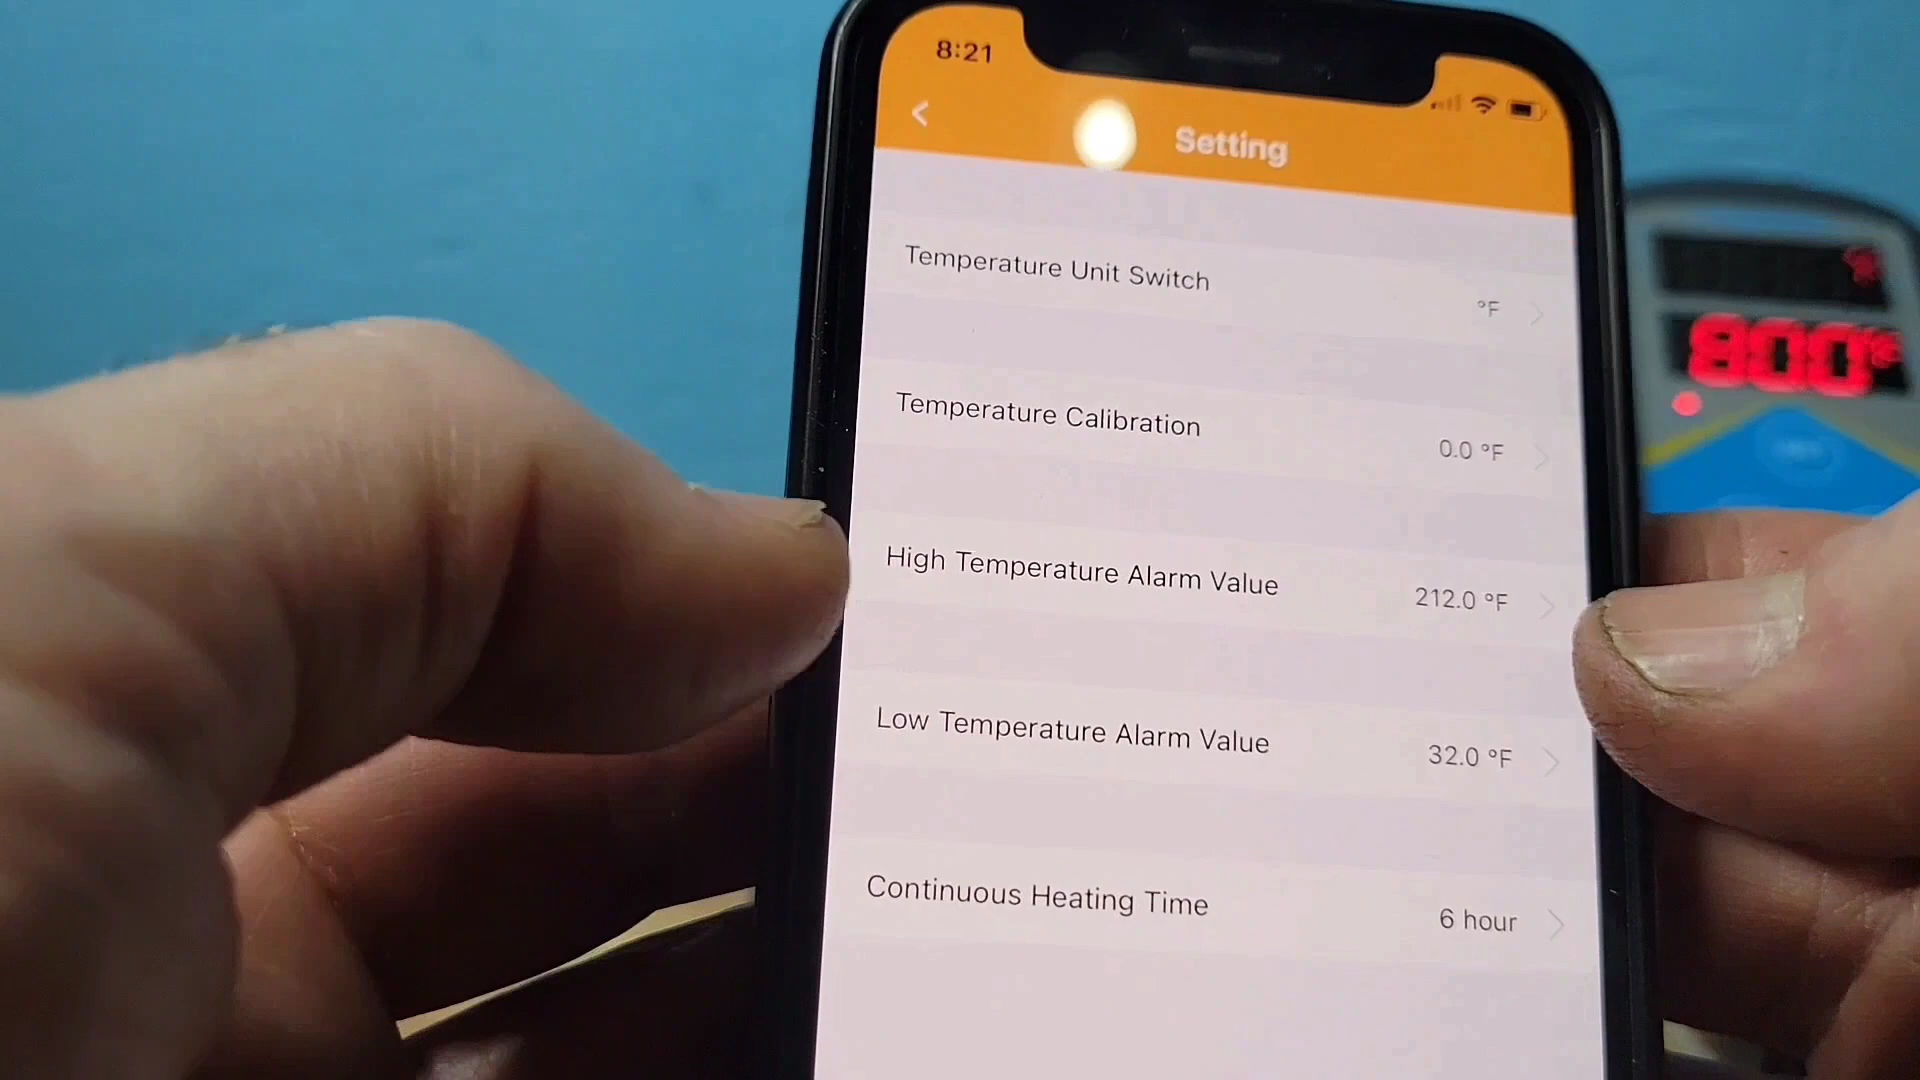 8:21
<
Setting
Temperature Unit Switch
°F
Temperature Calibration
0.0 °F
High Temperature Alarm Value
212.0 °F
Low Temperature Alarm Value
32.0 °F
Continuous Heating Time
6 hour